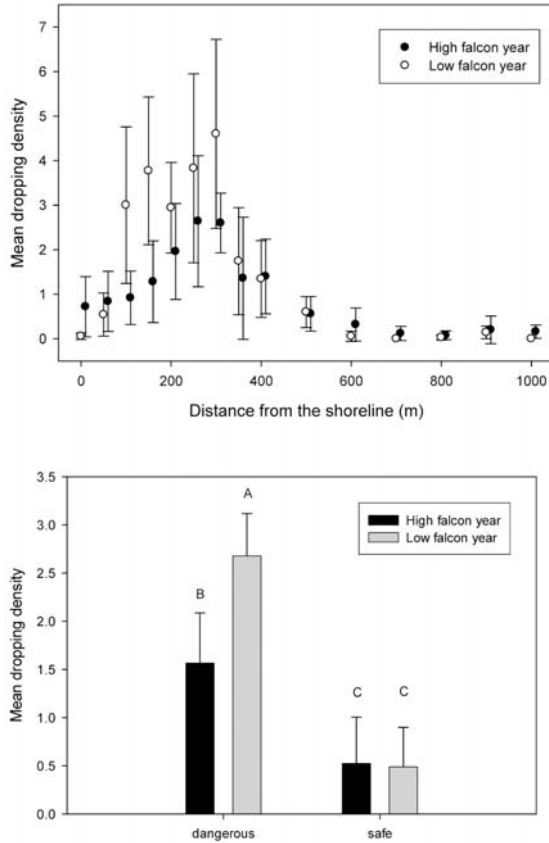 7
6
5
4
3
2
1
0
Mean dropping density
High falcon year
Low falcon year
0 200 400 600 800 1000
Distance from the shoreline (m)
3.5
3.0
2.5
2.0
1.5
1.0
0.5
0.0
Mean dropping density
High falcon year
Low falcon year
A
B
C C
dangerous safe